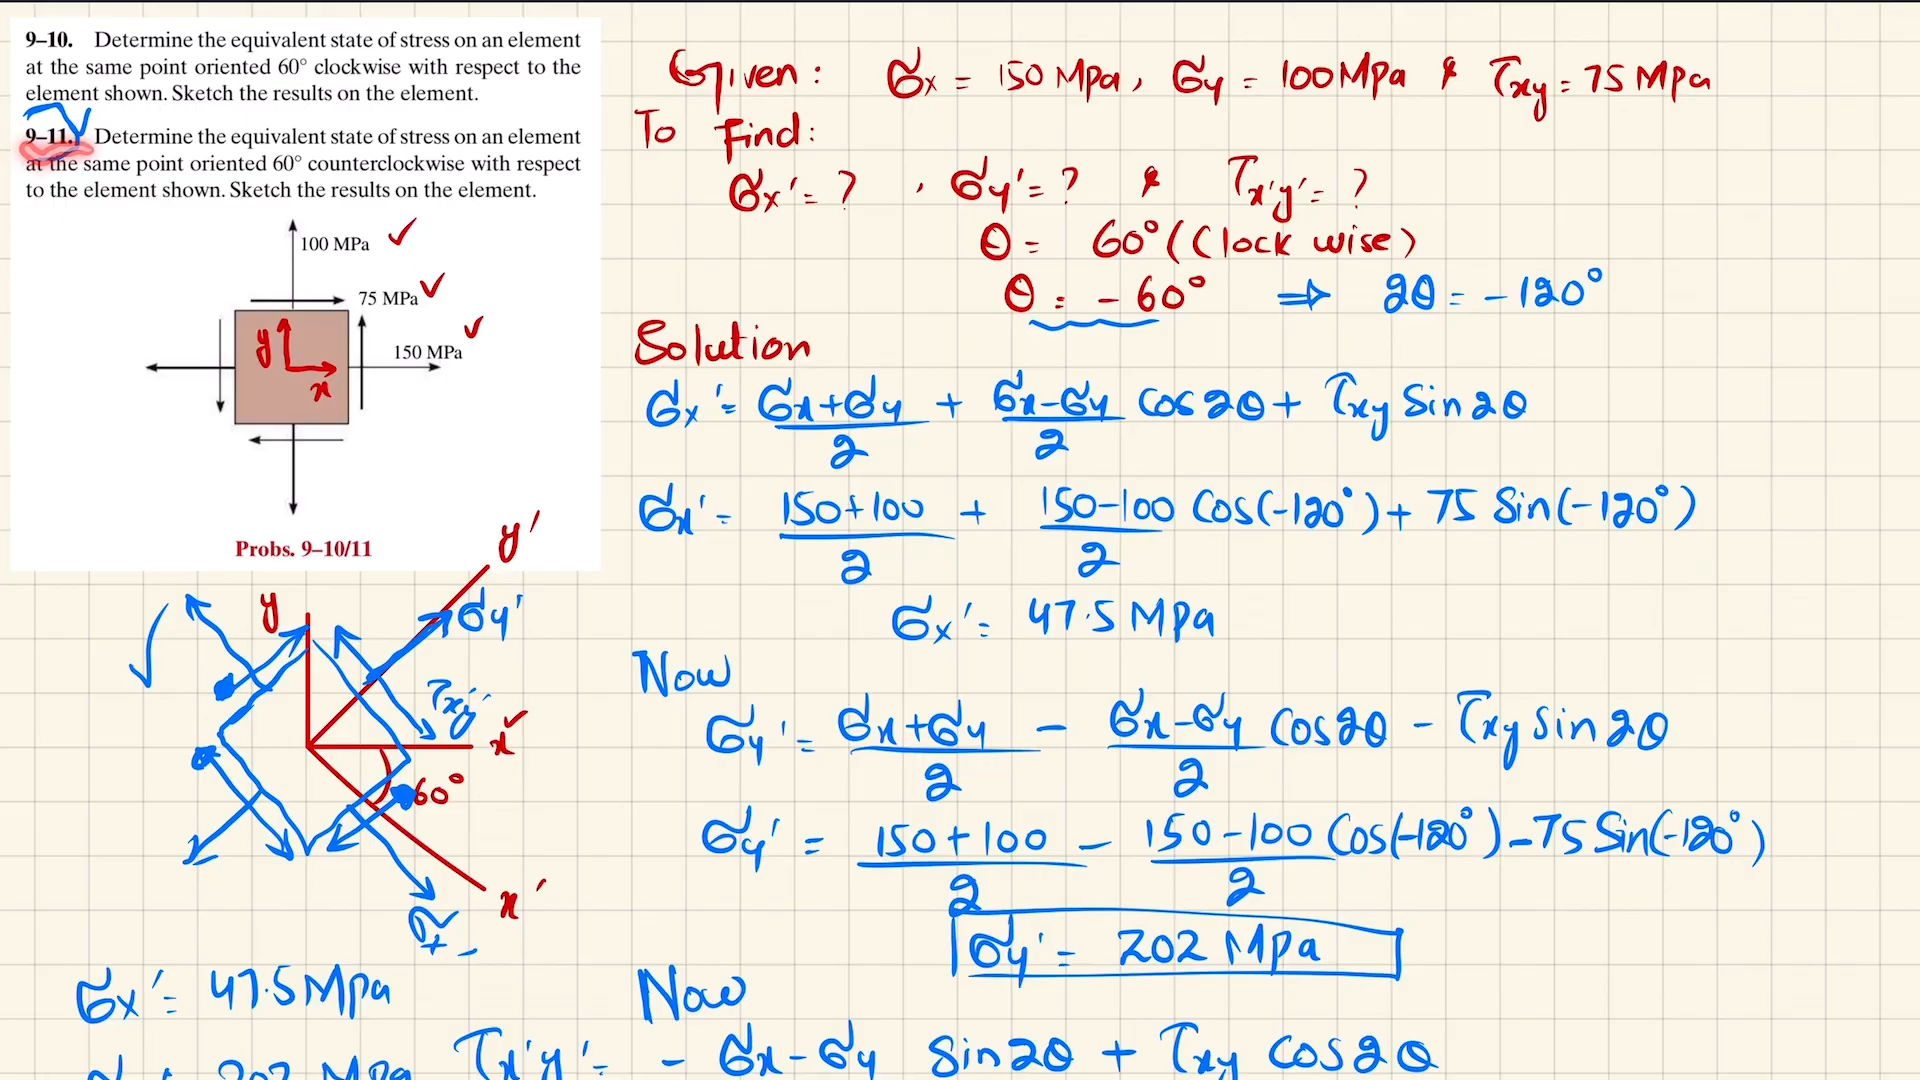 9–10. Determine the equivalent state of stress on an element
at the same point oriented 60° clockwise with respect to the
element shown. Sketch the results on the element.
9–11. Determine the equivalent state of stress on an element
at the same point oriented 60° counterclockwise with respect
to the element shown. Sketch the results on the element.
100 MPa
75 MPa
150 MPa
y
x
Probs. 9–10/11
y'
y
σy'
τx'y'
x
60°
x'
σx'
σx' = 47.5 MPa
Given: σx = 150 MPa, σy = 100 MPa & τxy = 75 MPa
To Find:
σx' = ? , σy' = ? & τx'y' = ?
θ = 60° (Clock wise)
θ = - 60° ⇒ 2θ = -120°
Solution
σx' = (σx+σy)/2 + (σx-σy)/2 Cos 2θ + τxy Sin 2θ
σx' = (150+100)/2 + (150-100)/2 Cos(-120°) + 75 Sin(-120°)
σx' = 47.5 MPa
Now
σy' = (σx+σy)/2 - (σx-σy)/2 Cos2θ - τxy Sin 2θ
σy' = (150+100)/2 - (150-100)/2 Cos(-120°) - 75 Sin(-120°)
σy' = 202 MPa
Now
τx'y' = - σx-σy Sin2θ + τxy Cos2θ